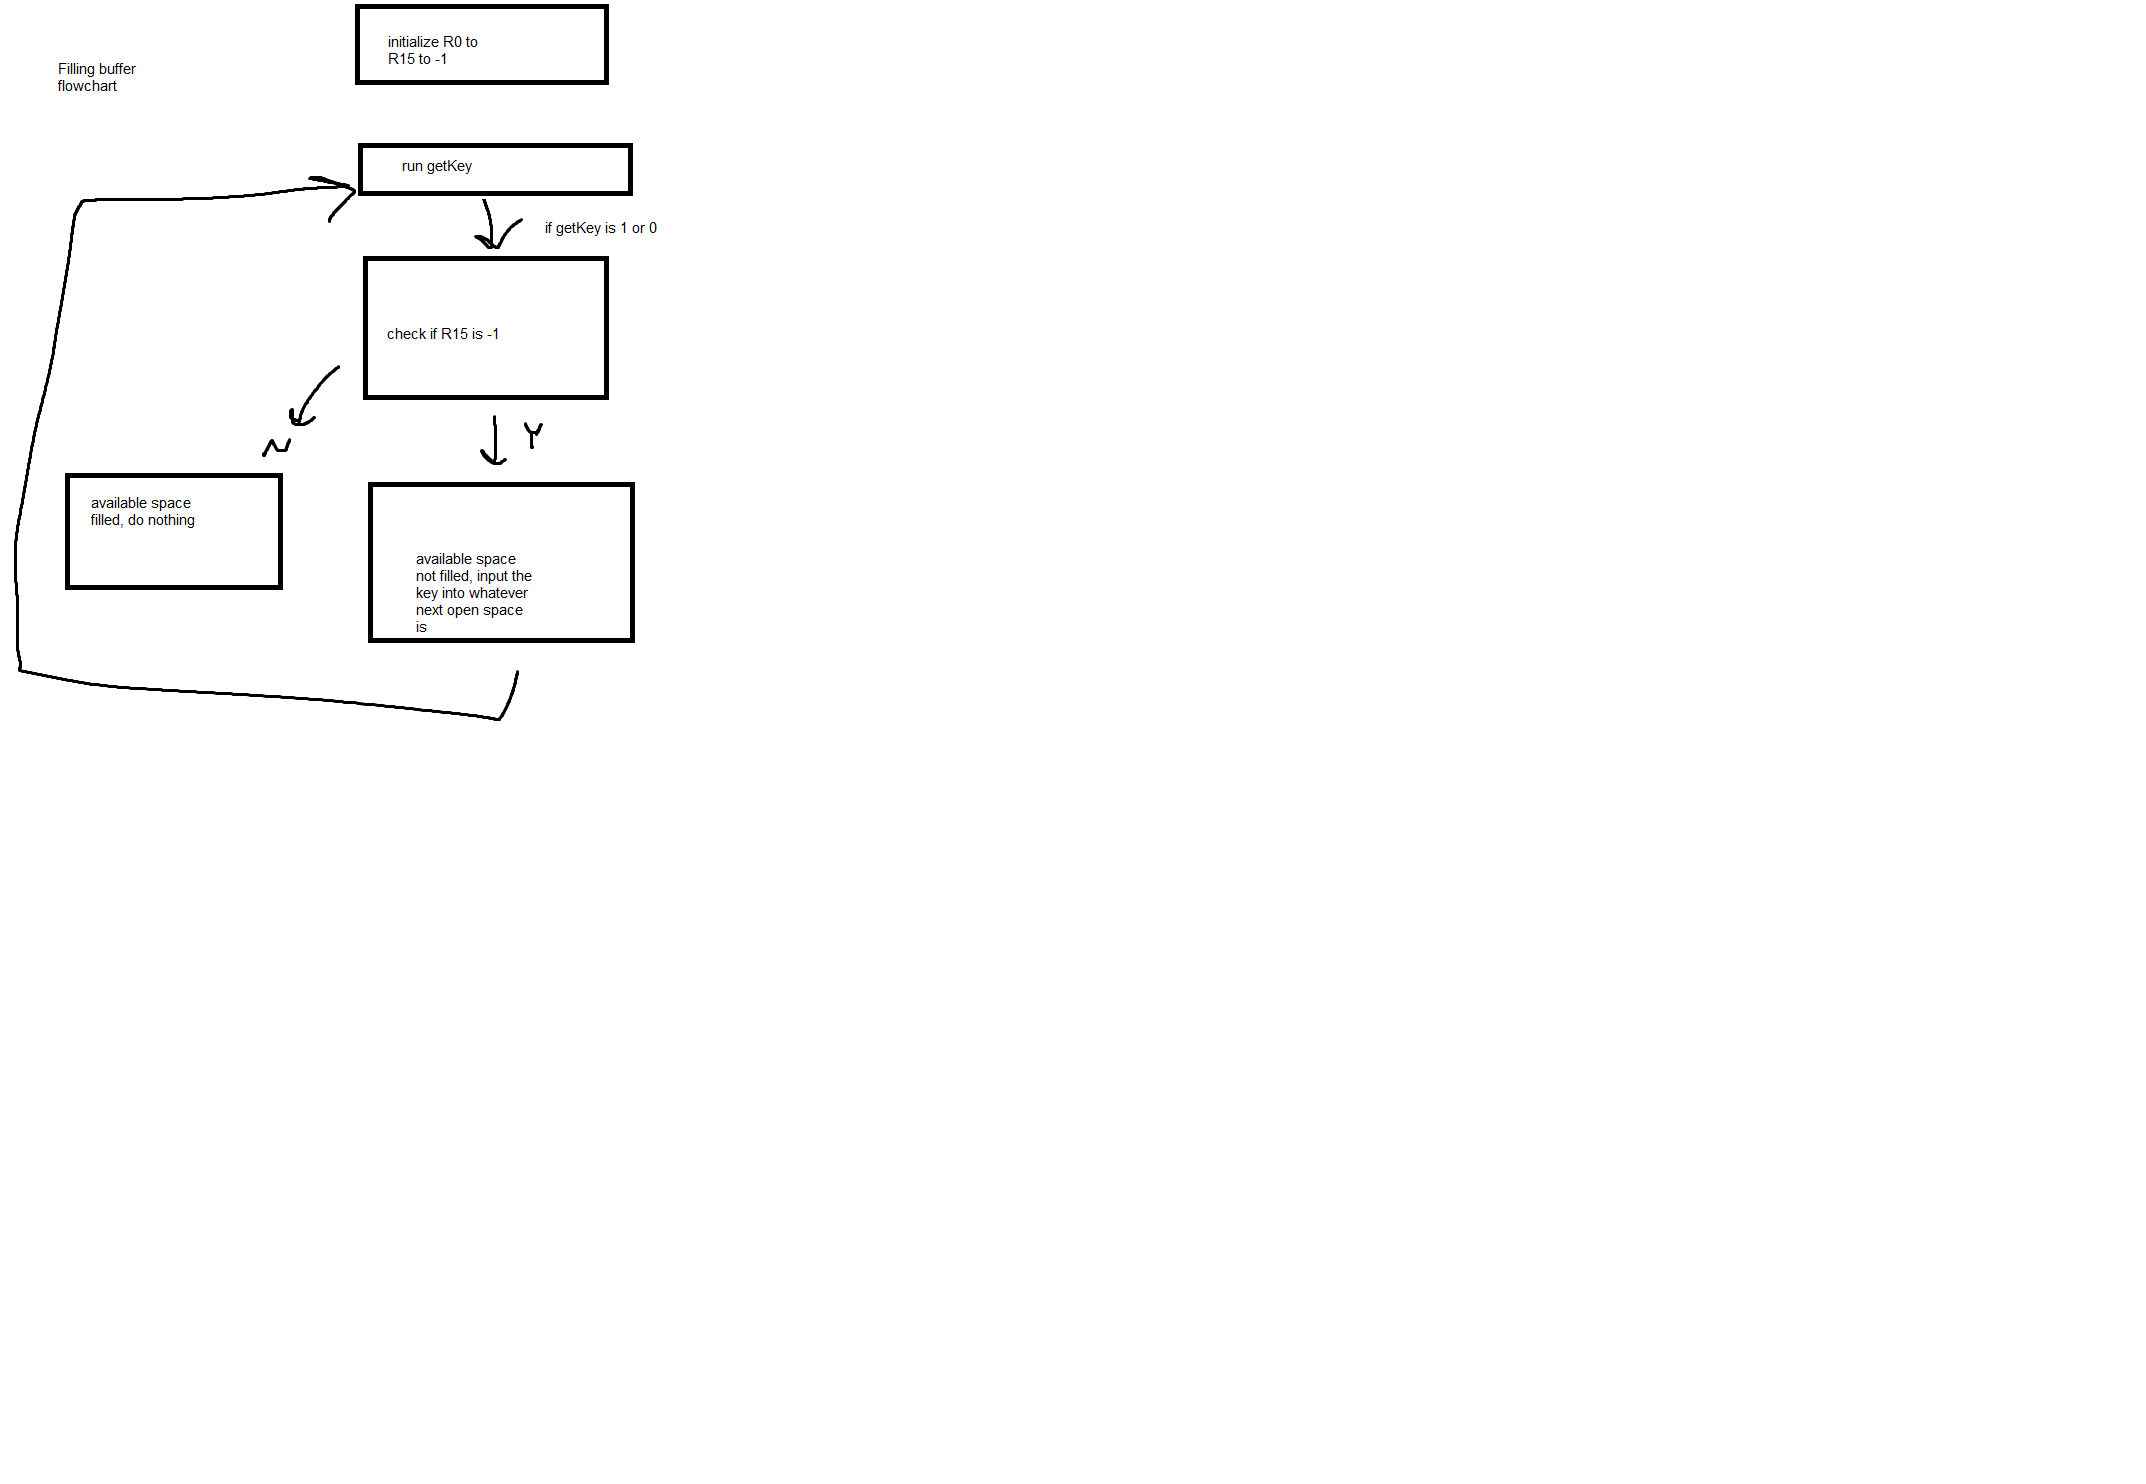 initialize R0 to
R15 to -1
Filling buffer
flowchart
run getKey
if getKey is 1 or 0
check if R15 is -1
N
Y
available space
filled, do nothing
available space
not filled, input the
key into whatever
next open space
is